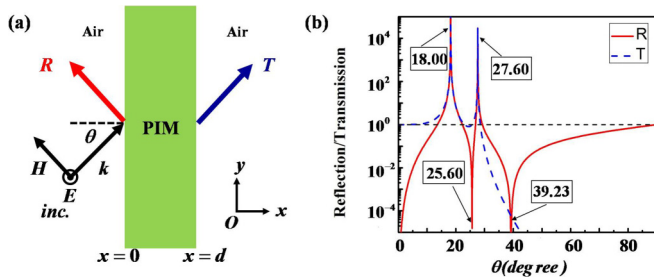 (a)
Air
Air
R
T
PIM
θ
H
k
E
inc.
y
O
x
x = 0
x = d
(b)
Reflection/Transmission
10^4
10^2
10^0
10^-2
10^-4
18.00
27.60
25.60
39.23
R
T
0
20
40
60
80
θ(deg ree)